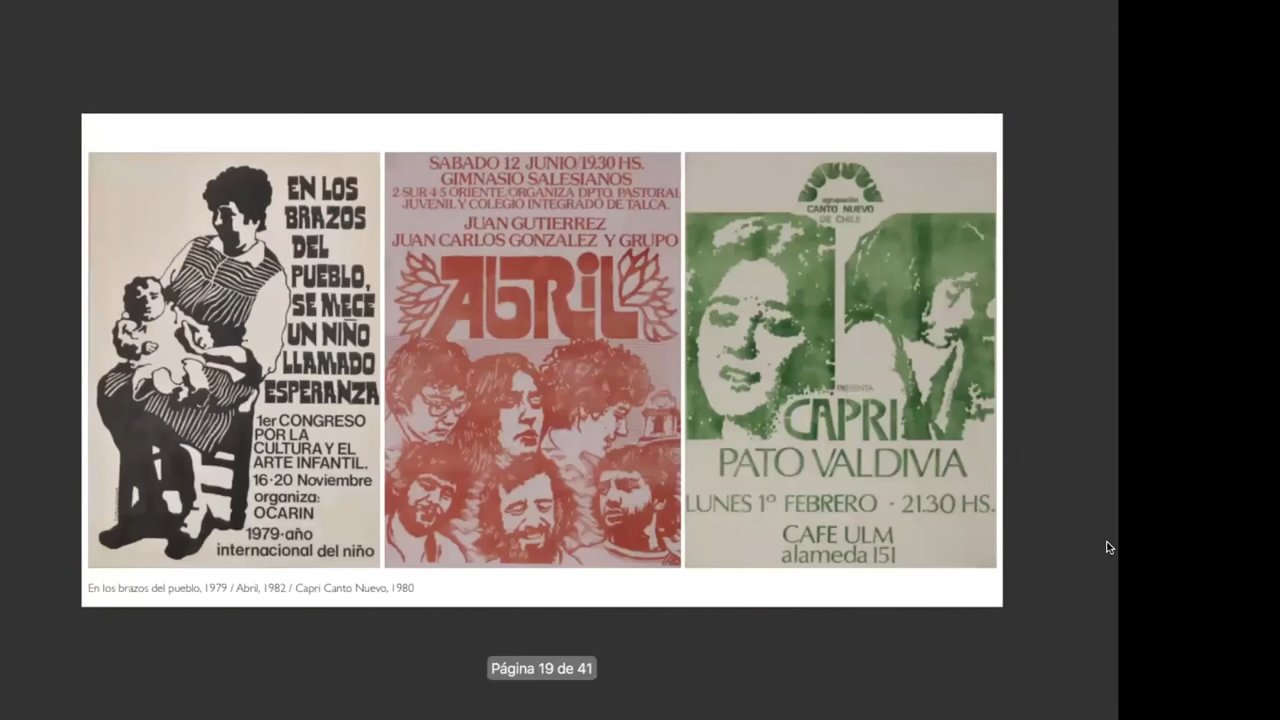 EN LOS
BRAZOS
DEL
PUEBLO,
SE MECE
UN NIÑO
LLAMADO
ESPERANZA
1er CONGRESO
POR LA
CULTURA Y EL
ARTE INFANTIL.
16·20 Noviembre
organiza:
OCARIN
1979·año
internacional del niño
SABADO 12 JUNIO/19.30 HS.
GIMNASIO SALESIANOS
2 SUR·4·5 ORIENTE/ORGANIZA DPTO. PASTORAL
JUVENIL Y COLEGIO INTEGRADO DE TALCA.
JUAN GUTIERREZ
JUAN CARLOS GONZALEZ Y GRUPO
AbRil
agrupación
CANTO NUEVO
DE CHILE
PRESENTA
CAPRI
PATO VALDIVIA
LUNES 1º FEBRERO · 21.30 HS.
CAFE ULM
alameda 151
En los brazos del pueblo, 1979 / Abril, 1982 / Capri Canto Nuevo, 1980
Página 19 de 41